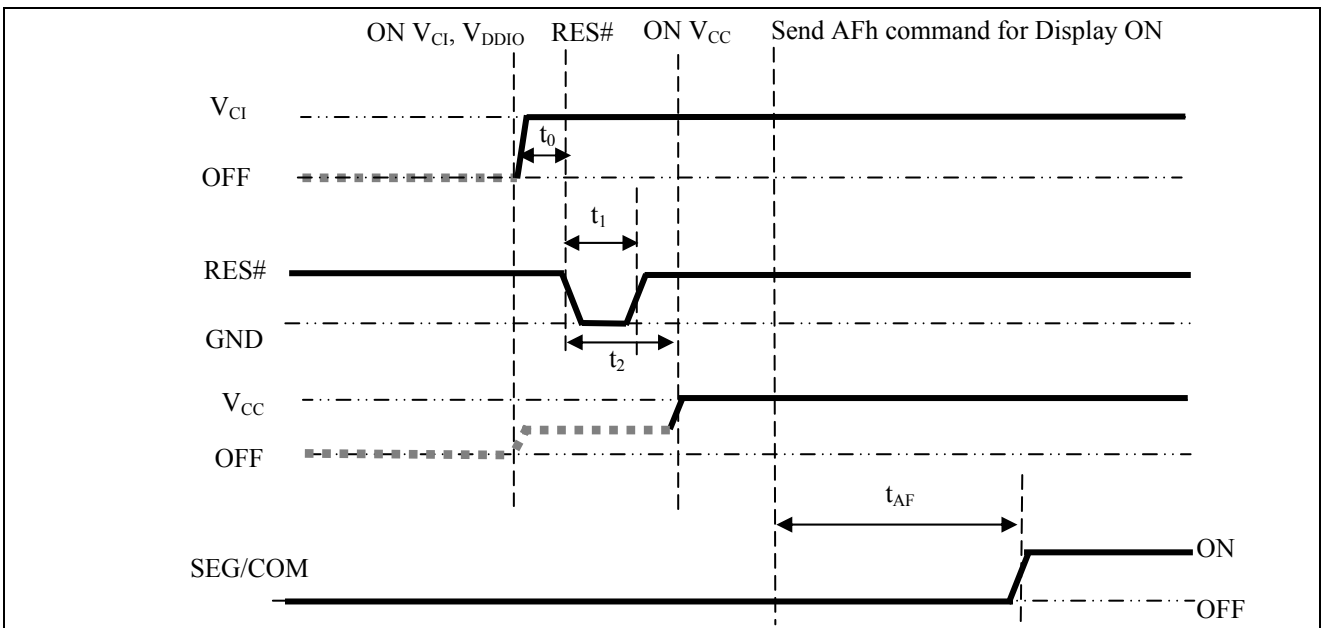 ON V_CI, V_DDIO RES# ON V_CC Send AFh command for Display ON
V_CI
t_0
OFF
t_1
RES#
GND
t_2
V_CC
OFF
t_AF
ON
SEG/COM
OFF